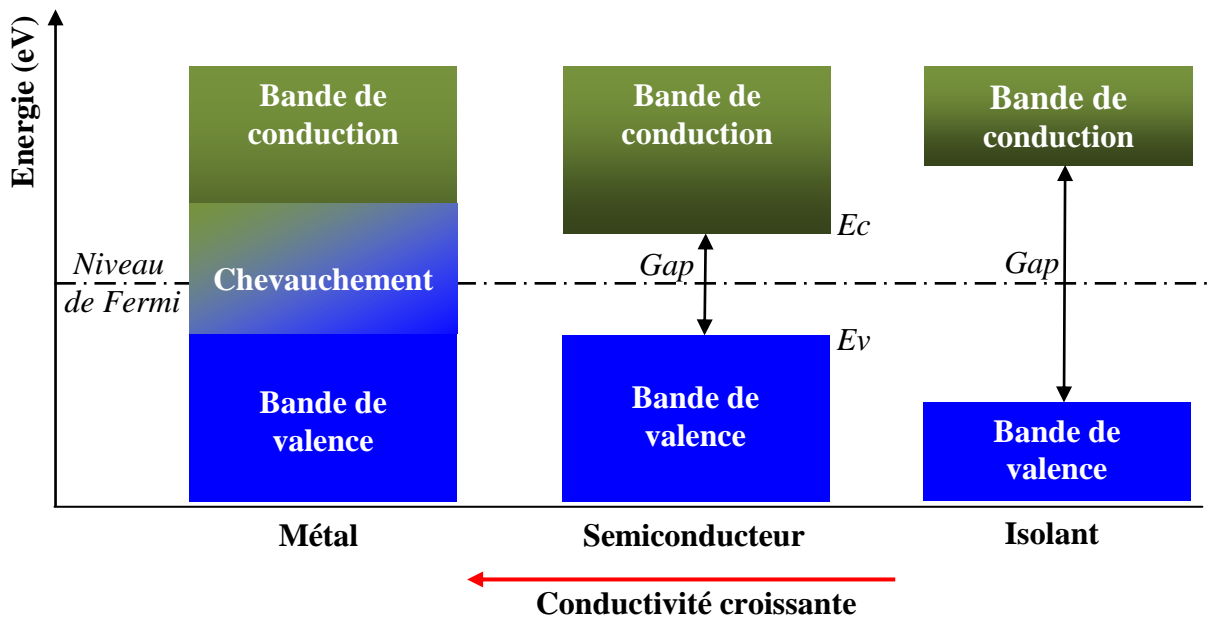 Energie (eV)
Bande de
conduction
Bande de
conduction
Bande de
conduction
Ec
Niveau
de Fermi
Chevauchement
Gap
Gap
Ev
Bande de
valence
Bande de
valence
Bande de
valence
Métal
Semiconducteur
Isolant
Conductivité croissante